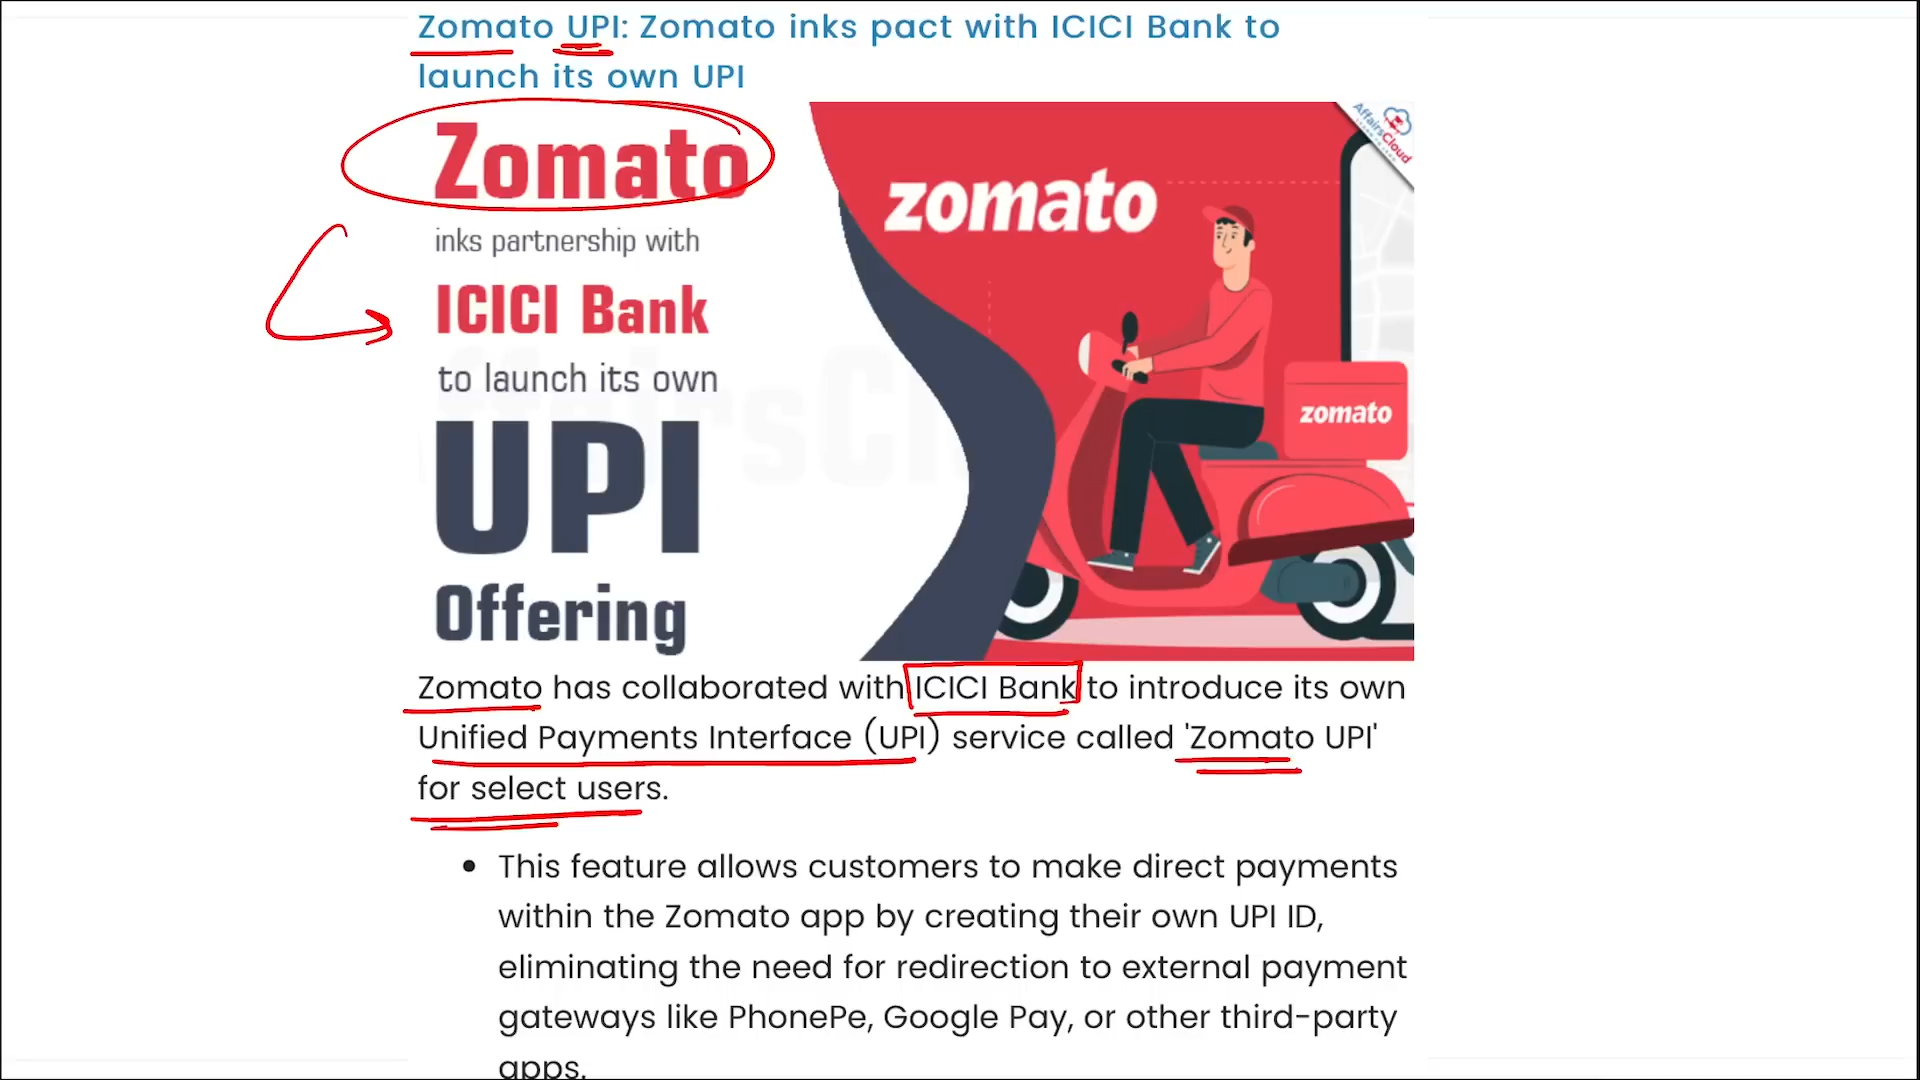 Zomato UPI: Zomato inks pact with ICICI Bank to
launch its own UPI
Zomato
inks partnership with
ICICI Bank
to launch its own
UPI
Offering
zomato
zomato
AffairsCloud
Zomato has collaborated with ICICI Bank to introduce its own
Unified Payments Interface (UPI) service called 'Zomato UPI'
for select users.
• This feature allows customers to make direct payments
within the Zomato app by creating their own UPI ID,
eliminating the need for redirection to external payment
gateways like PhonePe, Google Pay, or other third-party
apps.